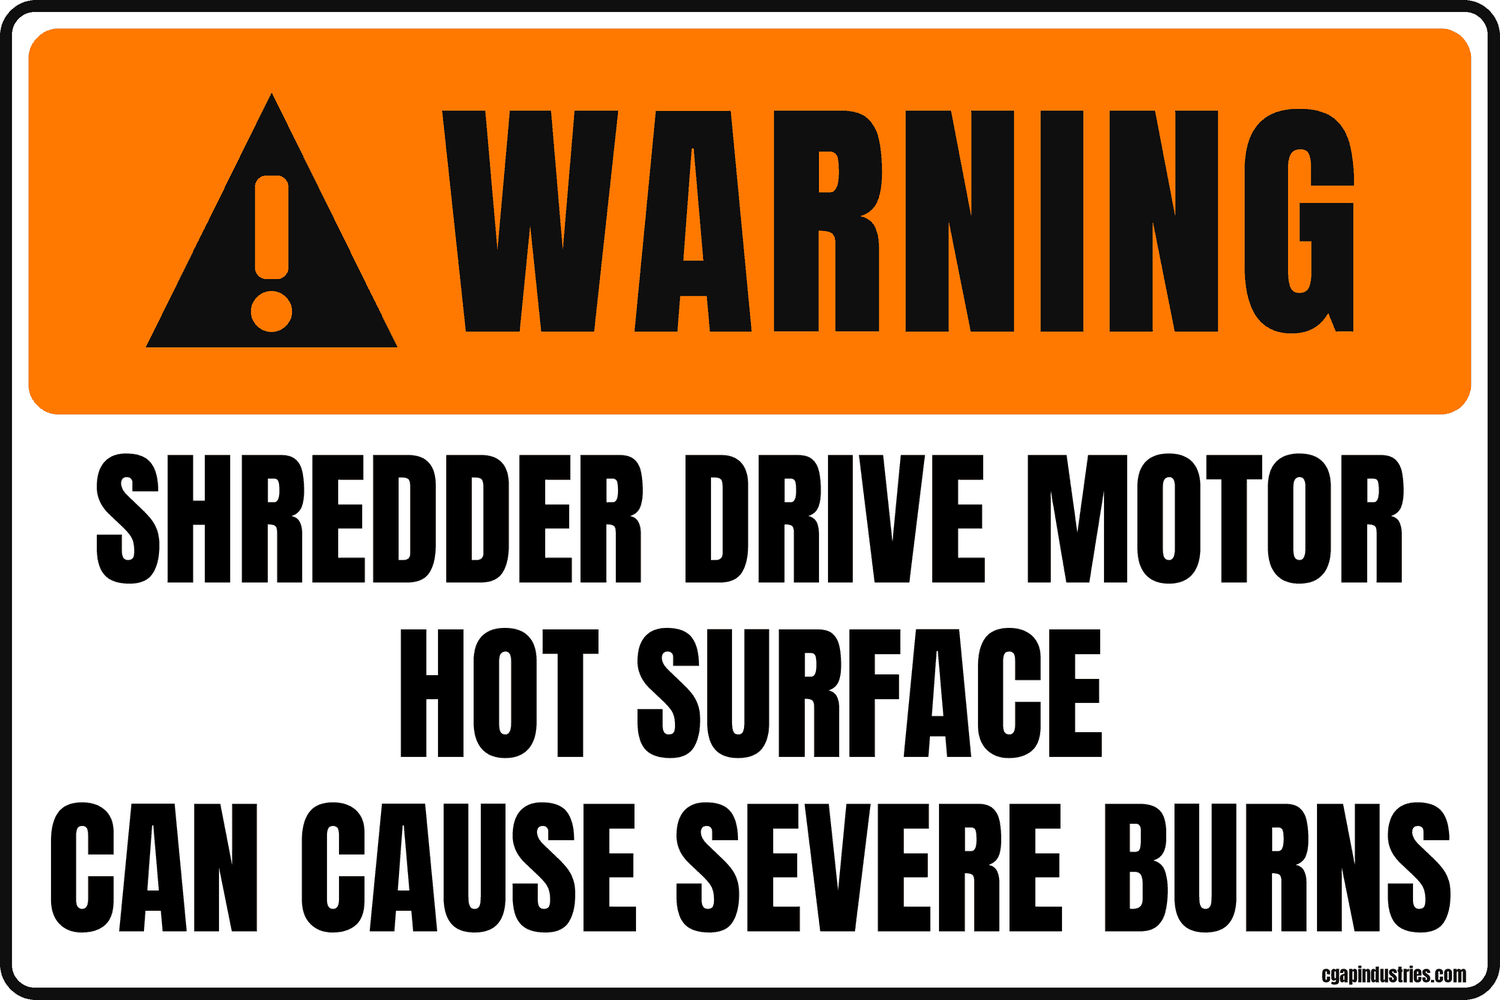 WARNING
SHREDDER DRIVE MOTOR
HOT SURFACE
CAN CAUSE SEVERE BURNS
cgapindustries.com